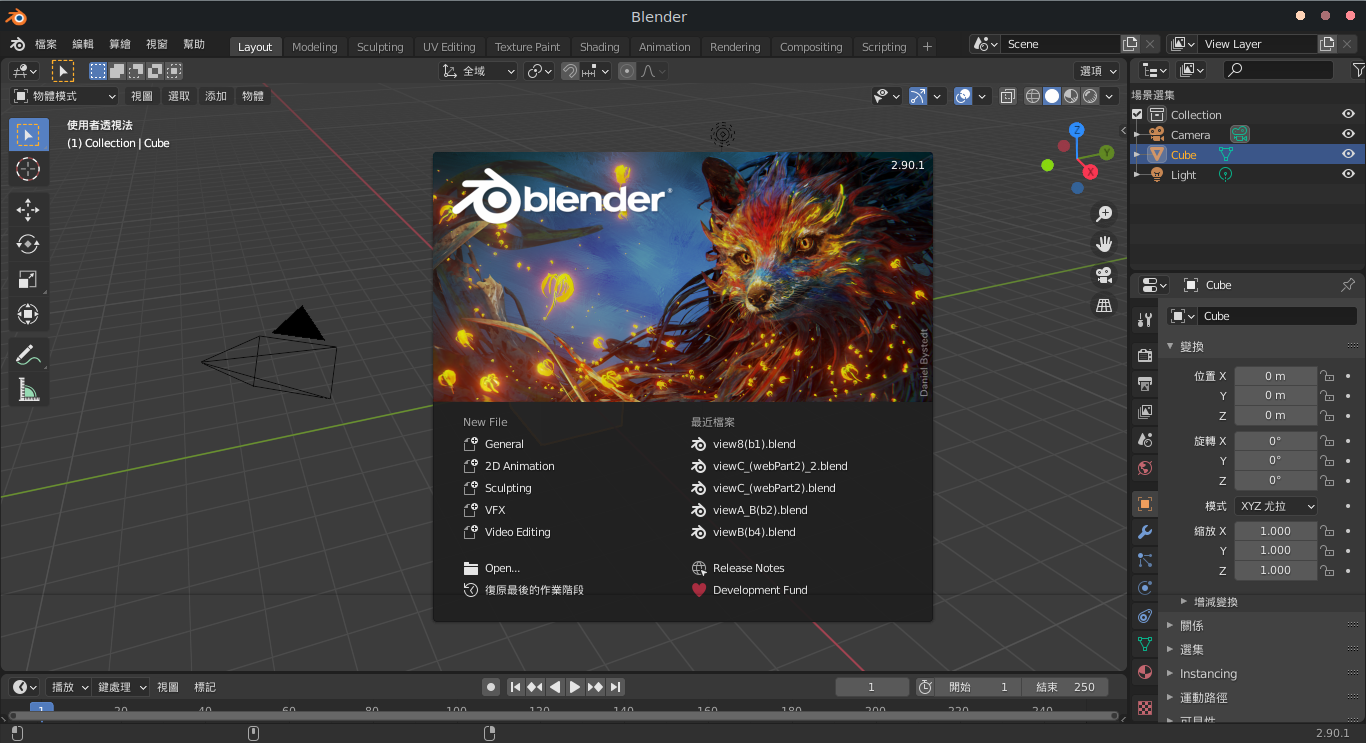 Blender
檔案 編輯 算繪 視窗 幫助 Layout Modeling Sculpting UV Editing Texture Paint Shading Animation Rendering Compositing Scripting + Scene View Layer
全域 選項
物體模式 視圖 選取 添加 物體
使用者透視法
(1) Collection | Cube
Z
Y
X
blender
2.90.1
Daniel Bystedt
New File
General
2D Animation
Sculpting
VFX
Video Editing
Open...
復原最後的作業階段
最近檔案
view8(b1).blend
viewC_(webPart2)_2.blend
viewC_(webPart2).blend
viewA_B(b2).blend
viewB(b4).blend
Release Notes
Development Fund
場景選集
Collection
Camera
Cube
Light
Cube
Cube
變換
位置 X 0 m
Y 0 m
Z 0 m
旋轉 X 0°
Y 0°
Z 0°
模式 XYZ 尤拉
縮放 X 1.000
Y 1.000
Z 1.000
增減變換
關係
選集
Instancing
運動路徑
可見性
播放 鍵處理 視圖 標記 1 開始 1 結束 250
1 20 40 60 80 100 120 140 160 180 200 220 240
2.90.1